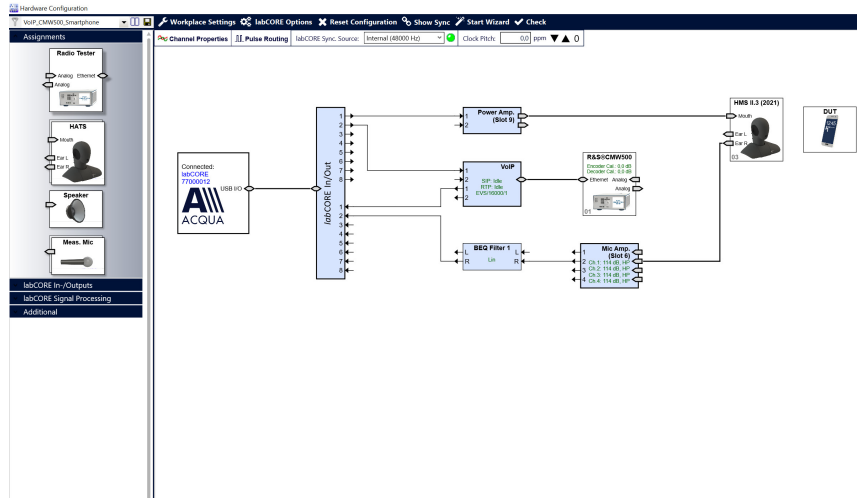 Hardware Configuration
VoIP_CMW500_Smartphone
Workplace Settings labCORE Options Reset Configuration Show Sync Start Wizard Check
Channel Properties Pulse Routing labCORE Sync. Source: Internal (48000 Hz) Clock Pitch: 0,0 ppm 0
Assignments
Radio Tester
Analog Ethernet
Analog
HATS
Mouth
Ear L
Ear R
Speaker
Meas. Mic
labCORE In-/Outputs
labCORE Signal Processing
Additional
Connected:
labCORE
77000012
USB I/O
ACQUA
labCORE In/Out
1
2
3
4
5
6
7
8
1
2
3
4
5
6
7
8
Power Amp.
(Slot 9)
1
2
VoIP
1
2
1
2
SIP: Idle
RTP: Idle
EVS/16000/1
R&S®CMW500
Encoder Cal.: 0,0 dB
Decoder Cal.: 0,0 dB
Ethernet Analog
Analog
01
BEQ Filter 1
L L
R R
Lin
Mic Amp.
(Slot 6)
1
2 Ch.1: 114 dB, HP
Ch.2: 114 dB, HP
3 Ch.3: 114 dB, HP
4 Ch.4: 114 dB, HP
HMS II.3 (2021)
Mouth
Ear L
Ear R
03
DUT